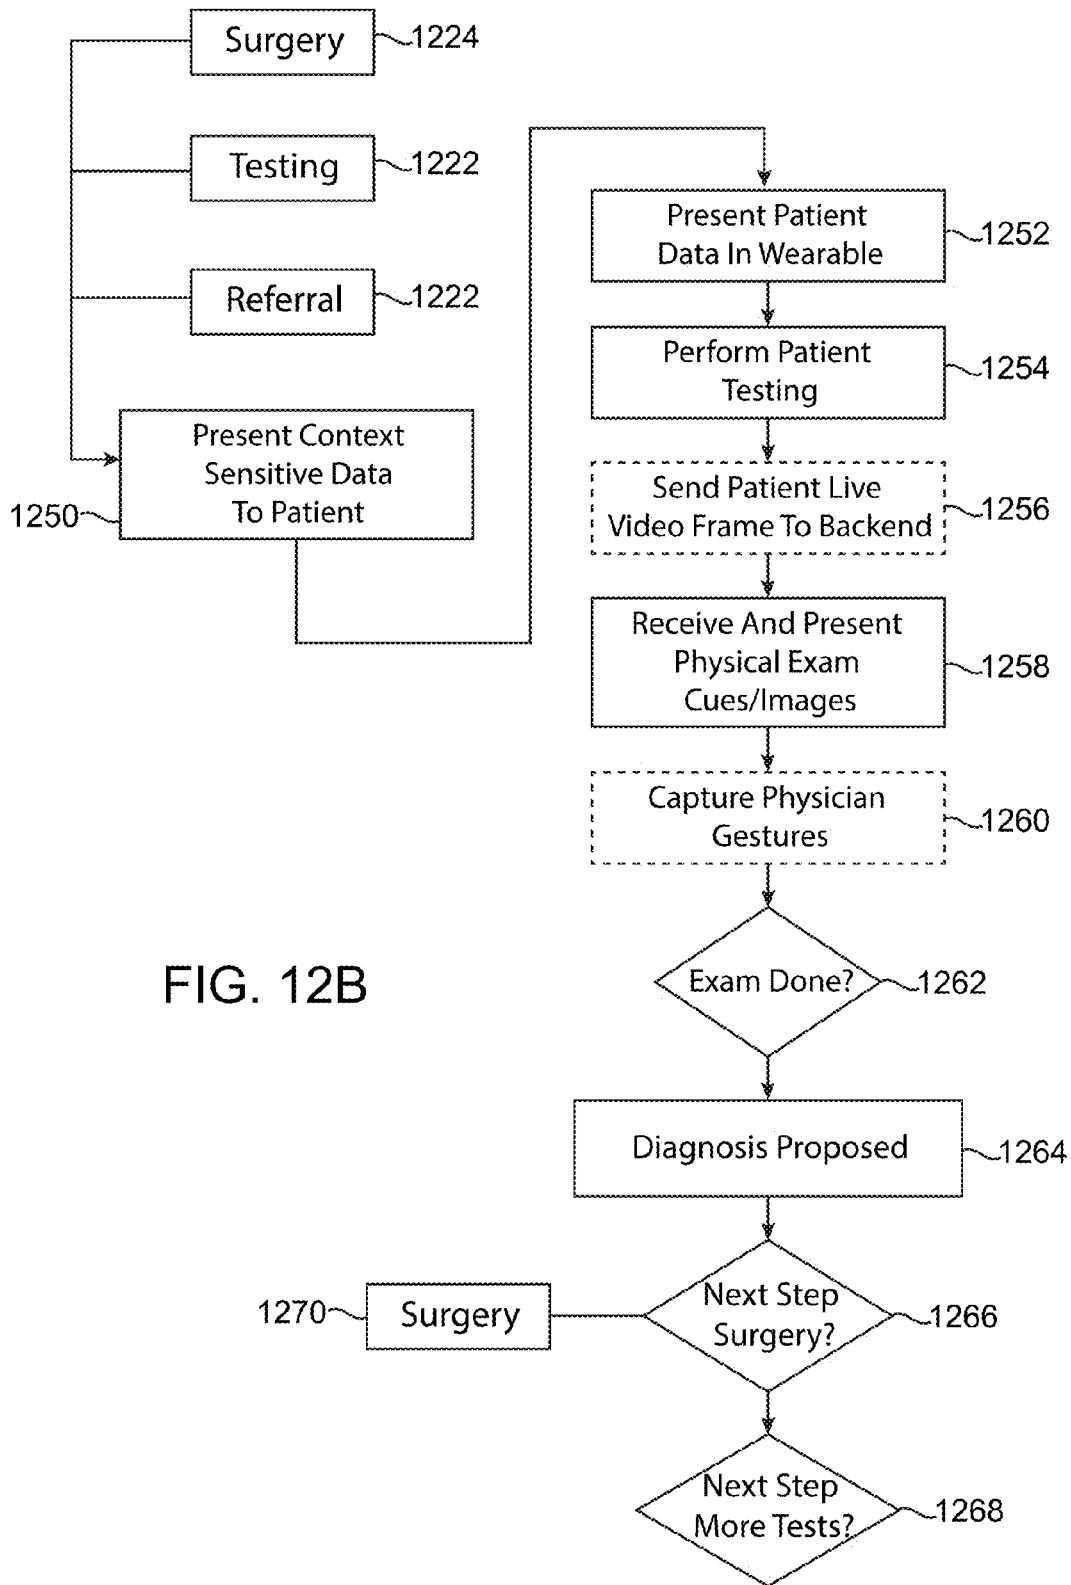 Surgery
1224
Testing
1222
Referral
1222
Present Context
Sensitive Data
To Patient
1250
Present Patient
Data In Wearable
1252
Perform Patient
Testing
1254
Send Patient Live
Video Frame To Backend
1256
Receive And Present
Physical Exam
Cues/Images
1258
Capture Physician
Gestures
1260
Exam Done?
1262
FIG. 12B
Diagnosis Proposed
1264
Next Step
Surgery?
1266
1270
Surgery
Next Step
More Tests?
1268